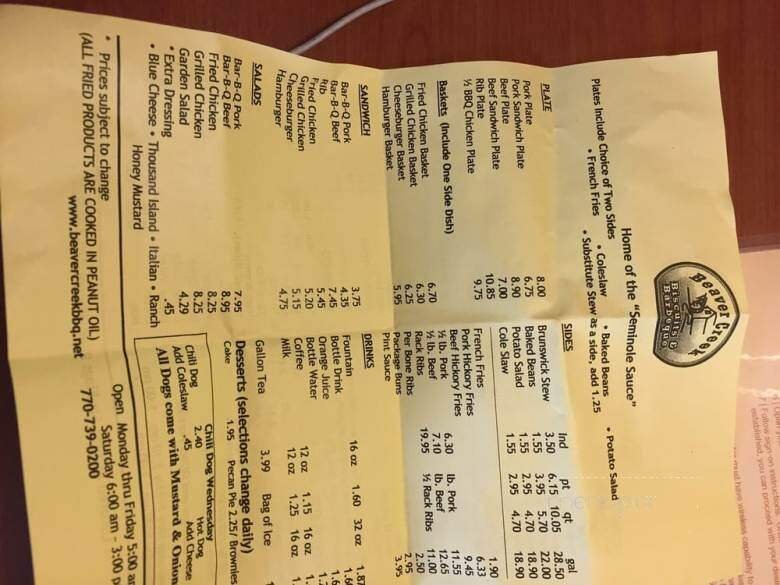 Beaver Creek
Biscuits &
Barbeque
Home of the "Seminole Sauce"
Plates Include Choice of Two Sides
• French Fries • Coleslaw • Baked Beans • Potato Salad
• Substitute Stew as a side, add 1.25
PLATE
Pork Plate 8.00
Pork Sandwich Plate 6.75
Beef Plate 8.90
Beef Sandwich Plate 7.00
Rib Plate 10.85
½ BBQ Chicken Plate 9.75
Baskets (Include One Side Dish)
Fried Chicken Basket 6.70
Grilled Chicken Basket 6.30
Cheeseburger Basket 6.25
Hamburger Basket 5.95
SANDWICH
Bar-B-Q Pork 3.75
Bar-B-Q Beef 4.35
Rib 7.45
Fried Chicken 5.45
Grilled Chicken 5.20
Cheeseburger 5.15
Hamburger 4.75
SALADS
Bar-B-Q Pork 7.95
Bar-B-Q Beef 8.95
Fried Chicken 8.25
Grilled Chicken 8.25
Garden Salad 4.29
• Extra Dressing .45
• Blue Cheese • Thousand Island • Italian • Ranch
Honey Mustard
SIDES Ind pt qt gal
Brunswick Stew 3.50 6.15 10.05 28.50
Baked Beans 1.55 3.95 5.70 22.00
Potato Salad 1.55 2.95 4.70 18.90
Cole Slaw 1.55 2.95 4.70 18.90
French Fries 1.90
Pork Hickory Fries 6.33
Beef Hickory Fries 9.45
½ lb. Pork 6.30 lb. Pork 11.55
½ lb. Beef 7.10 lb. Beef 12.65
Rack Ribs 19.95 ½ Rack Ribs 11.00
Per Bone Ribs 2.50
Package Buns 2.95
Pint Sauce 3.95
DRINKS
Fountain 16 oz 1.60 32 oz 1.87
Bottle Drink
Orange Juice
Bottle Water
Coffee 12 oz 1.15 16 oz
Milk 12 oz 1.25 16 oz
Gallon Tea 3.99 Bag of Ice
Desserts (selections change daily)
Cake 1.95 Pecan Pie 2.25/ Brownies
Chili Dog Wednesday
Chili Dog 2.40 Hot Dog
Add Coleslaw .45 Add Cheese
All Dogs come with Mustard & Onion
• Prices subject to change
(ALL FRIED PRODUCTS ARE COOKED IN PEANUT OIL)
www.beavercreekbbq.net 770-739-0200
Open Monday thru Friday 5:00 a
Saturday 6:00 am - 3:00 p